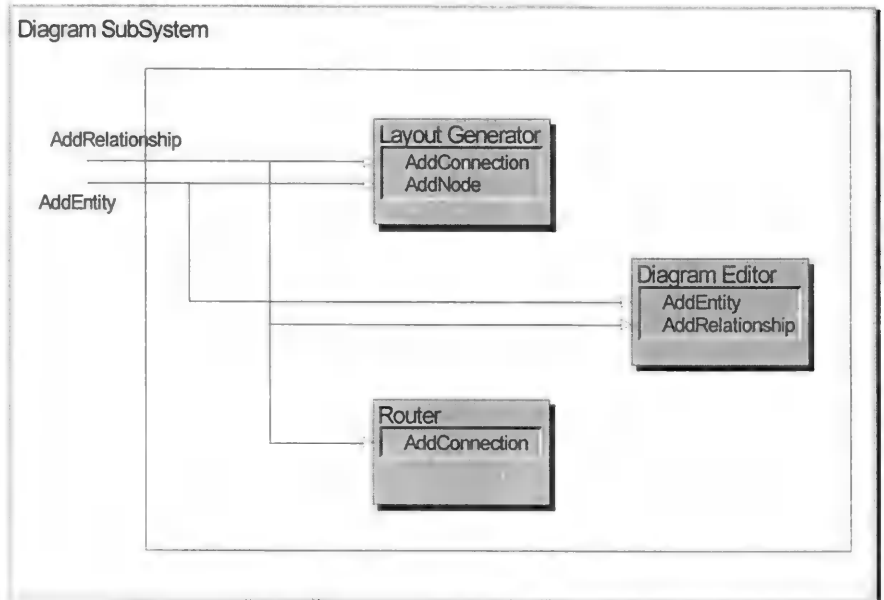 Diagram SubSystem
AddRelationship
AddEntity
Layout Generator
AddConnection
AddNode
Diagram Editor
AddEntity
AddRelationship
Router
AddConnection